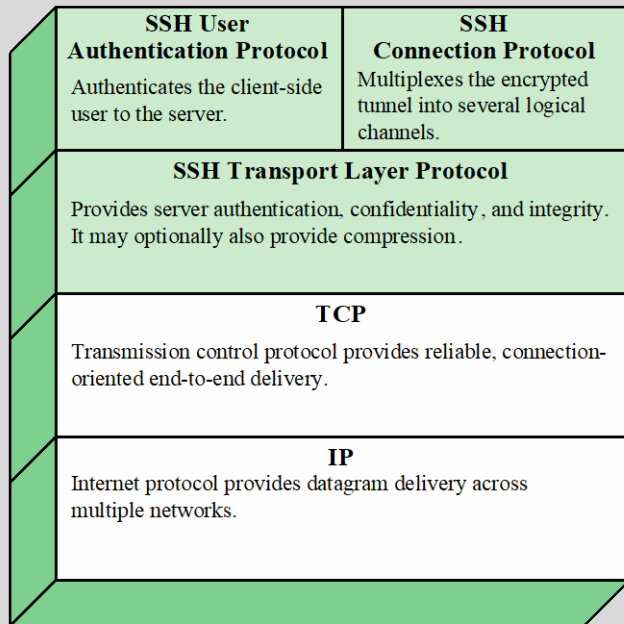 SSH User
Authentication Protocol
Authenticates the client-side
user to the server.
SSH
Connection Protocol
Multiplexes the encrypted
tunnel into several logical
channels.
SSH Transport Layer Protocol
Provides server authentication, confidentiality, and integrity.
It may optionally also provide compression.
TCP
Transmission control protocol provides reliable, connection-
oriented end-to-end delivery.
IP
Internet protocol provides datagram delivery across
multiple networks.